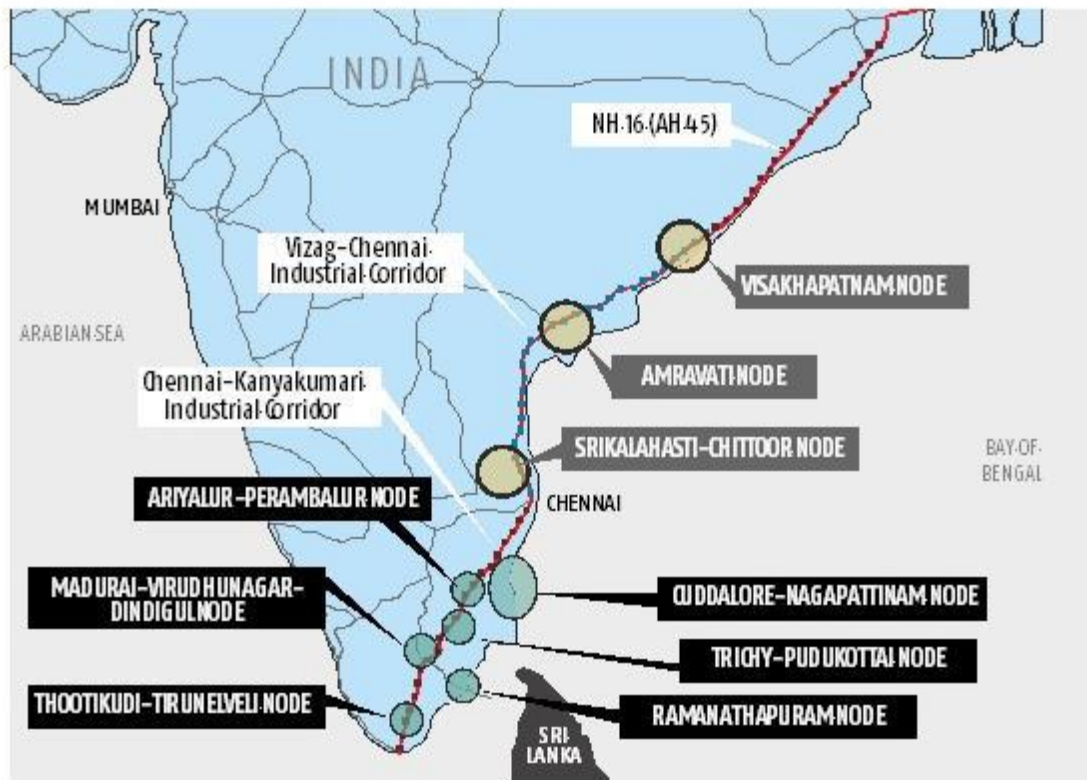 INDIA
NH-16 (AH-45)
MUMBAI
Vizag–Chennai
Industrial Corridor
VISAKHAPATNAM NODE
ARABIAN SEA
AMRAVATI NODE
Chennai–Kanyakumari
Industrial Corridor
SRIKALAHASTI–CHITTOOR NODE
BAY OF
BENGAL
ARIYALUR–PERAMBALUR NODE
CHENNAI
MADURAI–VIRUDHUNAGAR–
DINDIGUL NODE
CUDDALORE–NAGAPATTINAM NODE
TRICHY–PUDUKOTTAI NODE
THOOTIKUDI–TIRUNELVELI NODE
RAMANATHAPURAM NODE
SRI
LANKA